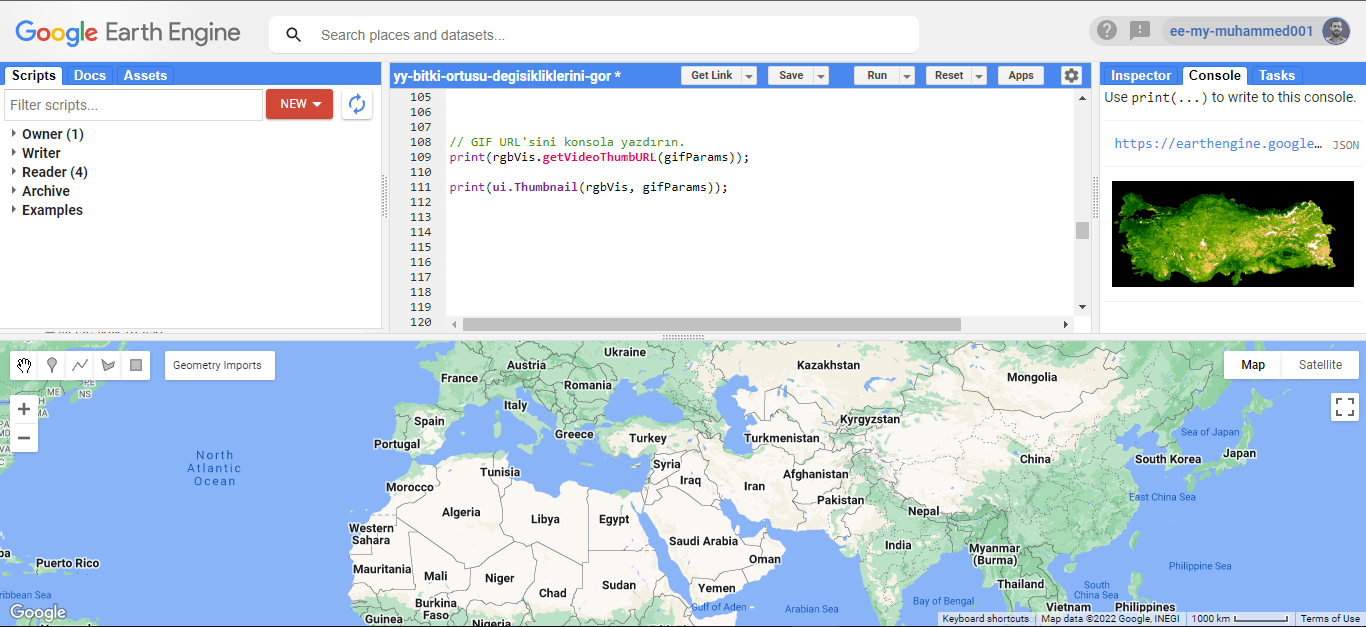 Google Earth Engine
Search places and datasets...
ee-my-muhammed001
Scripts Docs Assets
Filter scripts...
NEW
Owner (1)
Writer
Reader (4)
Archive
Examples
yy-bitki-ortusu-degisikliklerini-gor *
Get Link Save Run Reset Apps
105
106
107
108 // GIF URL'sini konsola yazdırın.
109 print(rgbVis.getVideoThumbURL(gifParams));
110
111 print(ui.Thumbnail(rgbVis, gifParams));
112
113
114
115
116
117
118
119
120
Inspector Console Tasks
Use print(...) to write to this console.
https://earthengine.google… JSON
Geometry Imports
Map Satellite
Ukraine
Austria
France
Romania
Kazakhstan
Mongolia
Italy
Spain
Greece
Portugal
Turkey
Kyrgyzstan
Turkmenistan
Sea of Japan
Japan
South Korea
China
North
Atlantic
Ocean
Tunisia
Syria
Iraq
Iran
Afghanistan
Morocco
Pakistan
East China Sea
Algeria
Libya
Egypt
Nepal
Western
Sahara
Saudi Arabia
India
Myanmar
(Burma)
Oman
Puerto Rico
Mauritania
Mali
Niger
Chad
Sudan
Yemen
Philippine Sea
Thailand
South
China Sea
Burkina
Faso
Guinea
Nigeria
Gulf of Aden
Arabian Sea
Bay of Bengal
Vietnam
Philippines
ribbean Sea
Google
Keyboard shortcuts Map data ©2022 Google, INEGI 1000 km Terms of Use